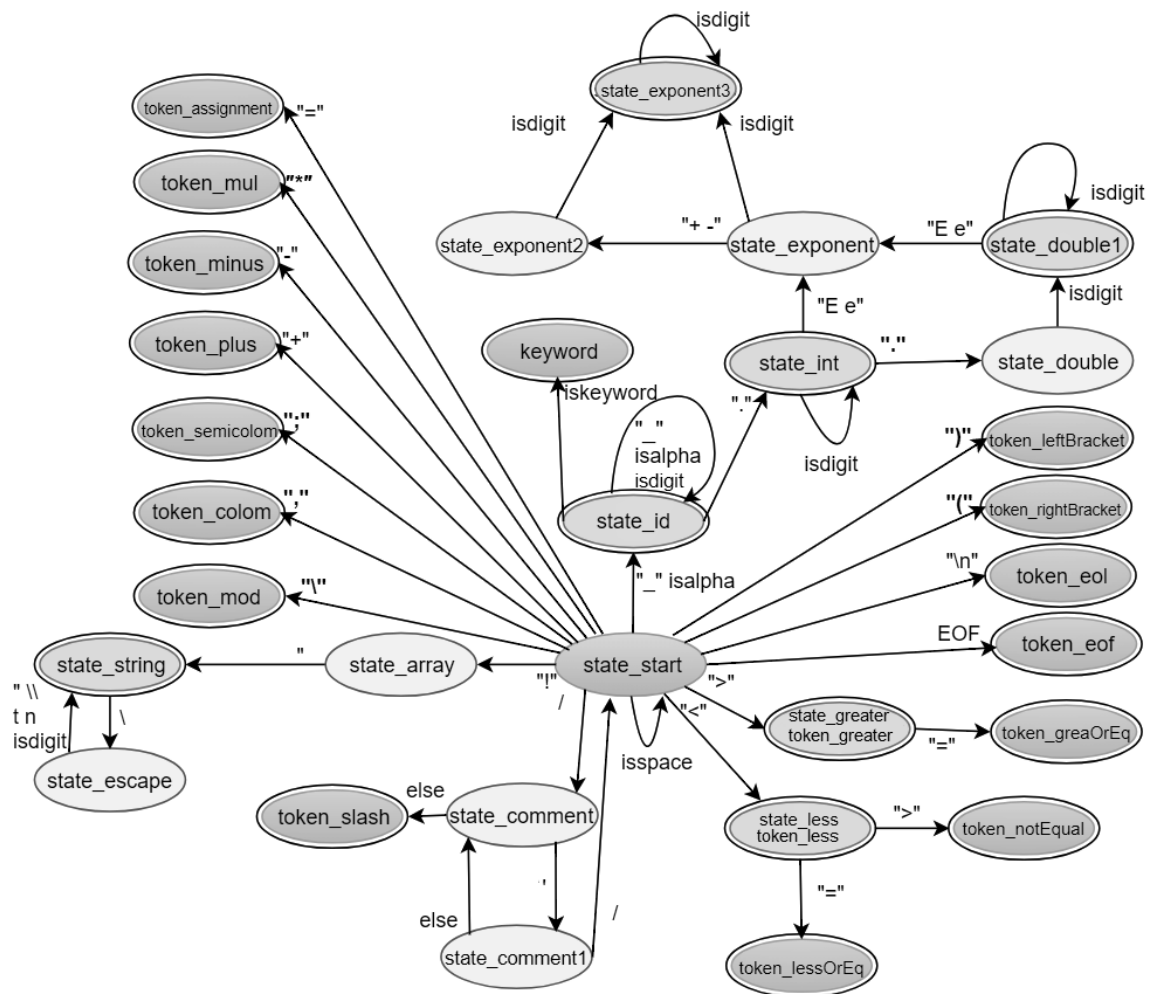 isdigit
.state_exponent3.
token_assignment
"="
isdigit
isdigit
token_mul
"*"
isdigit
token_minus
"-"
state_exponent2
"+ -"
state_exponent
"E e"
state_double1
isdigit
"E e"
token_plus
"+"
keyword
state_int
"."
state_double
iskeyword
"."
"_"
isalpha
isdigit
isdigit
token_semicolom
";"
")"
token_leftBracket
token_colom
","
state_id
"("
token_rightBracket
token_mod
"\"
"_" isalpha
"\n"
token_eol
EOF
token_eof
state_string
"
state_array
"!"
state_start
">"
" \\
t n
isdigit
\
/
"<"
isspace
state_greater
token_greater
"="
token_greaOrEq
state_escape
token_slash
else
state_comment
state_less
token_less
">"
token_notEqual
'
"="
else
/
state_comment1
token_lessOrEq